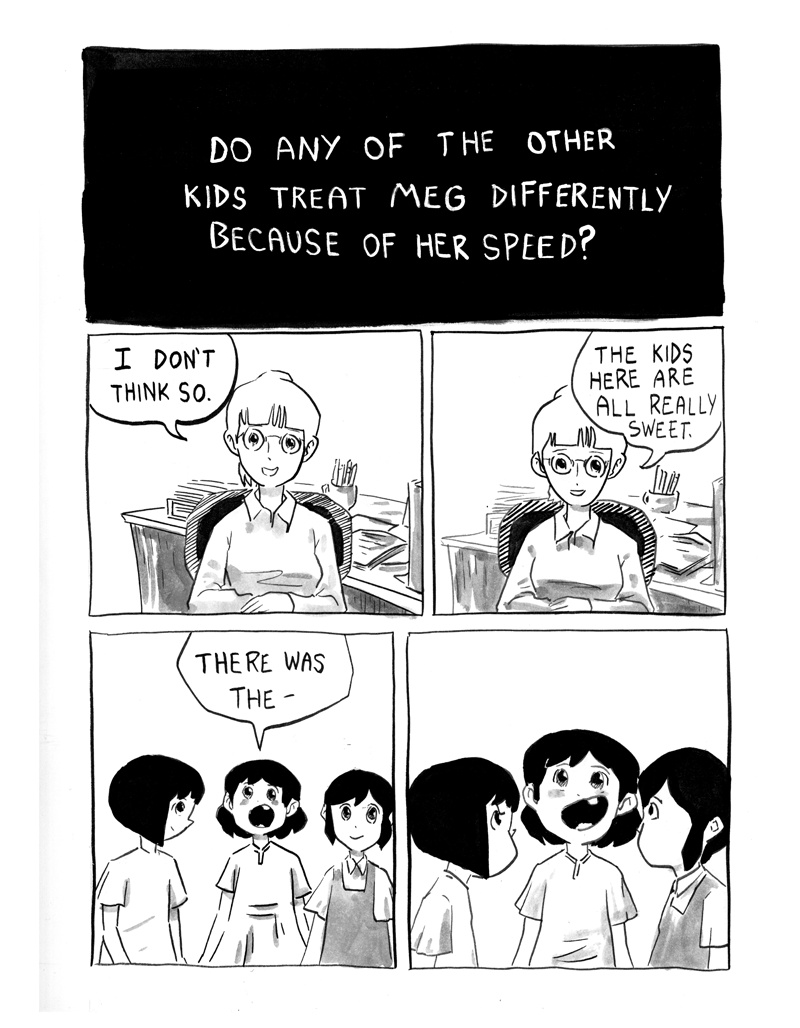 DO ANY OF THE OTHER
KIDS TREAT MEG DIFFERENTLY
BECAUSE OF HER SPEED?
I DON'T
THINK SO.
THE KIDS
HERE ARE
ALL REALLY
SWEET.
THERE WAS
THE –